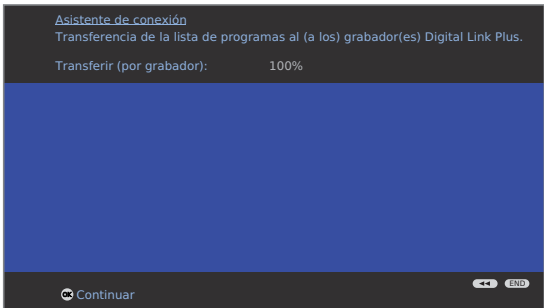 Asistente de conexión
Transferencia de la lista de programas al (a los) grabador(es) Digital Link Plus.
Transferir (por grabador): 100%
END
OK Continuar